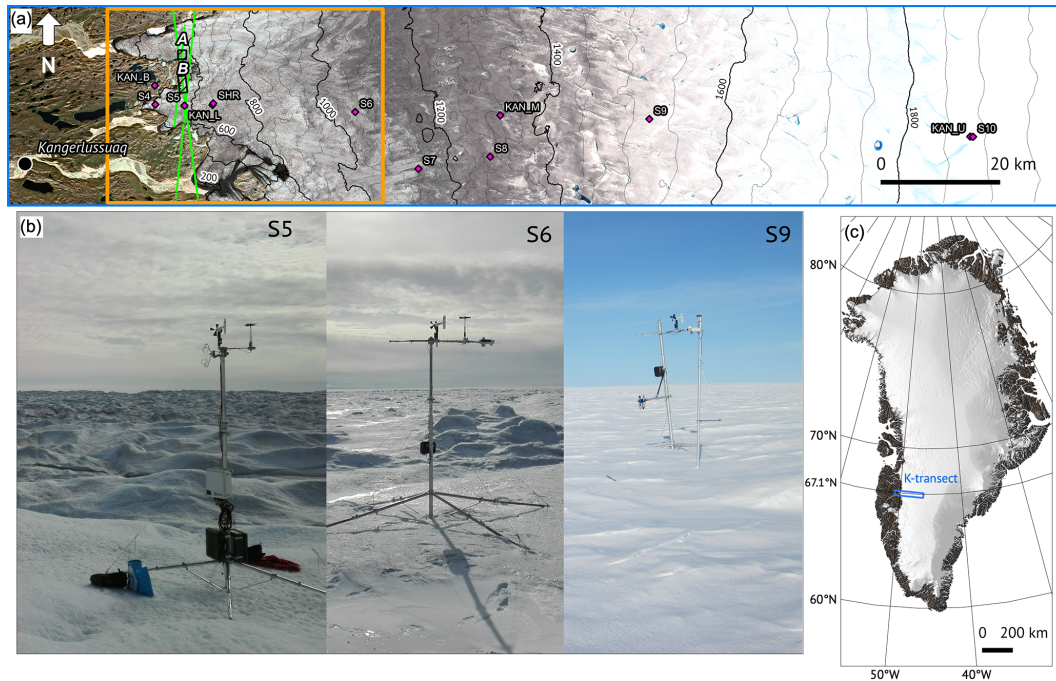 (a)
N
A
B
KAN_B
S4
S5
SHR
KAN_L
600
200
Kangerlussuaq
800
1000
S6
1700
S7
KAN_M
S8
1400
S9
1600
1800
KAN_U
S10
0 20 km
(b)
S5
S6
S9
(c)
80°N
70°N
67.1°N
60°N
K-transect
0 200 km
50°W
40°W